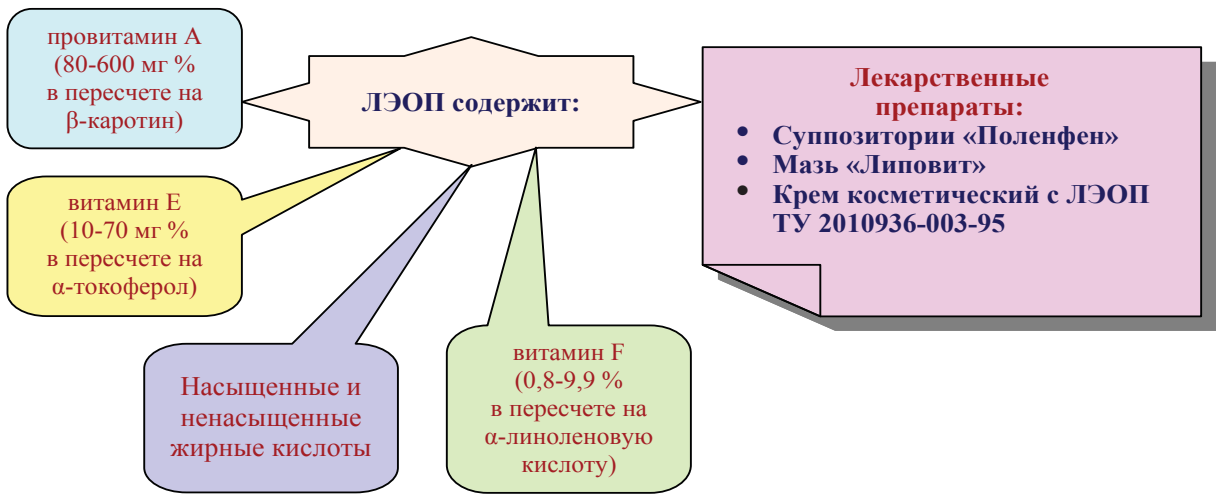 провитамин А
(80-600 мг %
в пересчете на
β-каротин)
ЛЭОП содержит:
Лекарственные
препараты:
• Суппозитории «Поленфен»
• Мазь «Липовит»
• Крем косметический с ЛЭОП
ТУ 2010936-003-95
витамин Е
(10-70 мг %
в пересчете на
α-токоферол)
Насыщенные и
ненасыщенные
жирные кислоты
витамин F
(0,8-9,9 %
в пересчете на
α-линоленовую
кислоту)